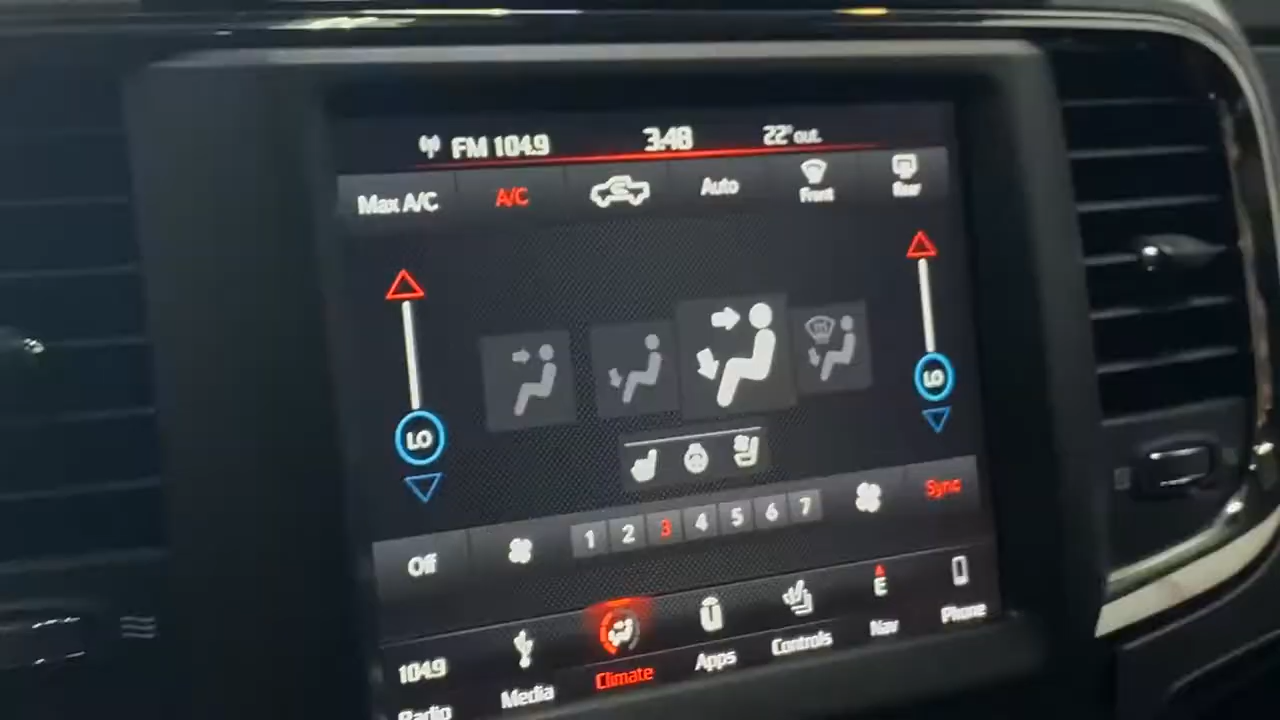 FM 104.9 3:48 22° out.
Max A/C A/C Auto Front Rear
LO LO
Off 1 2 3 4 5 6 7 Sync
104.9 E
Radio Media Climate Apps Controls Nav Phone